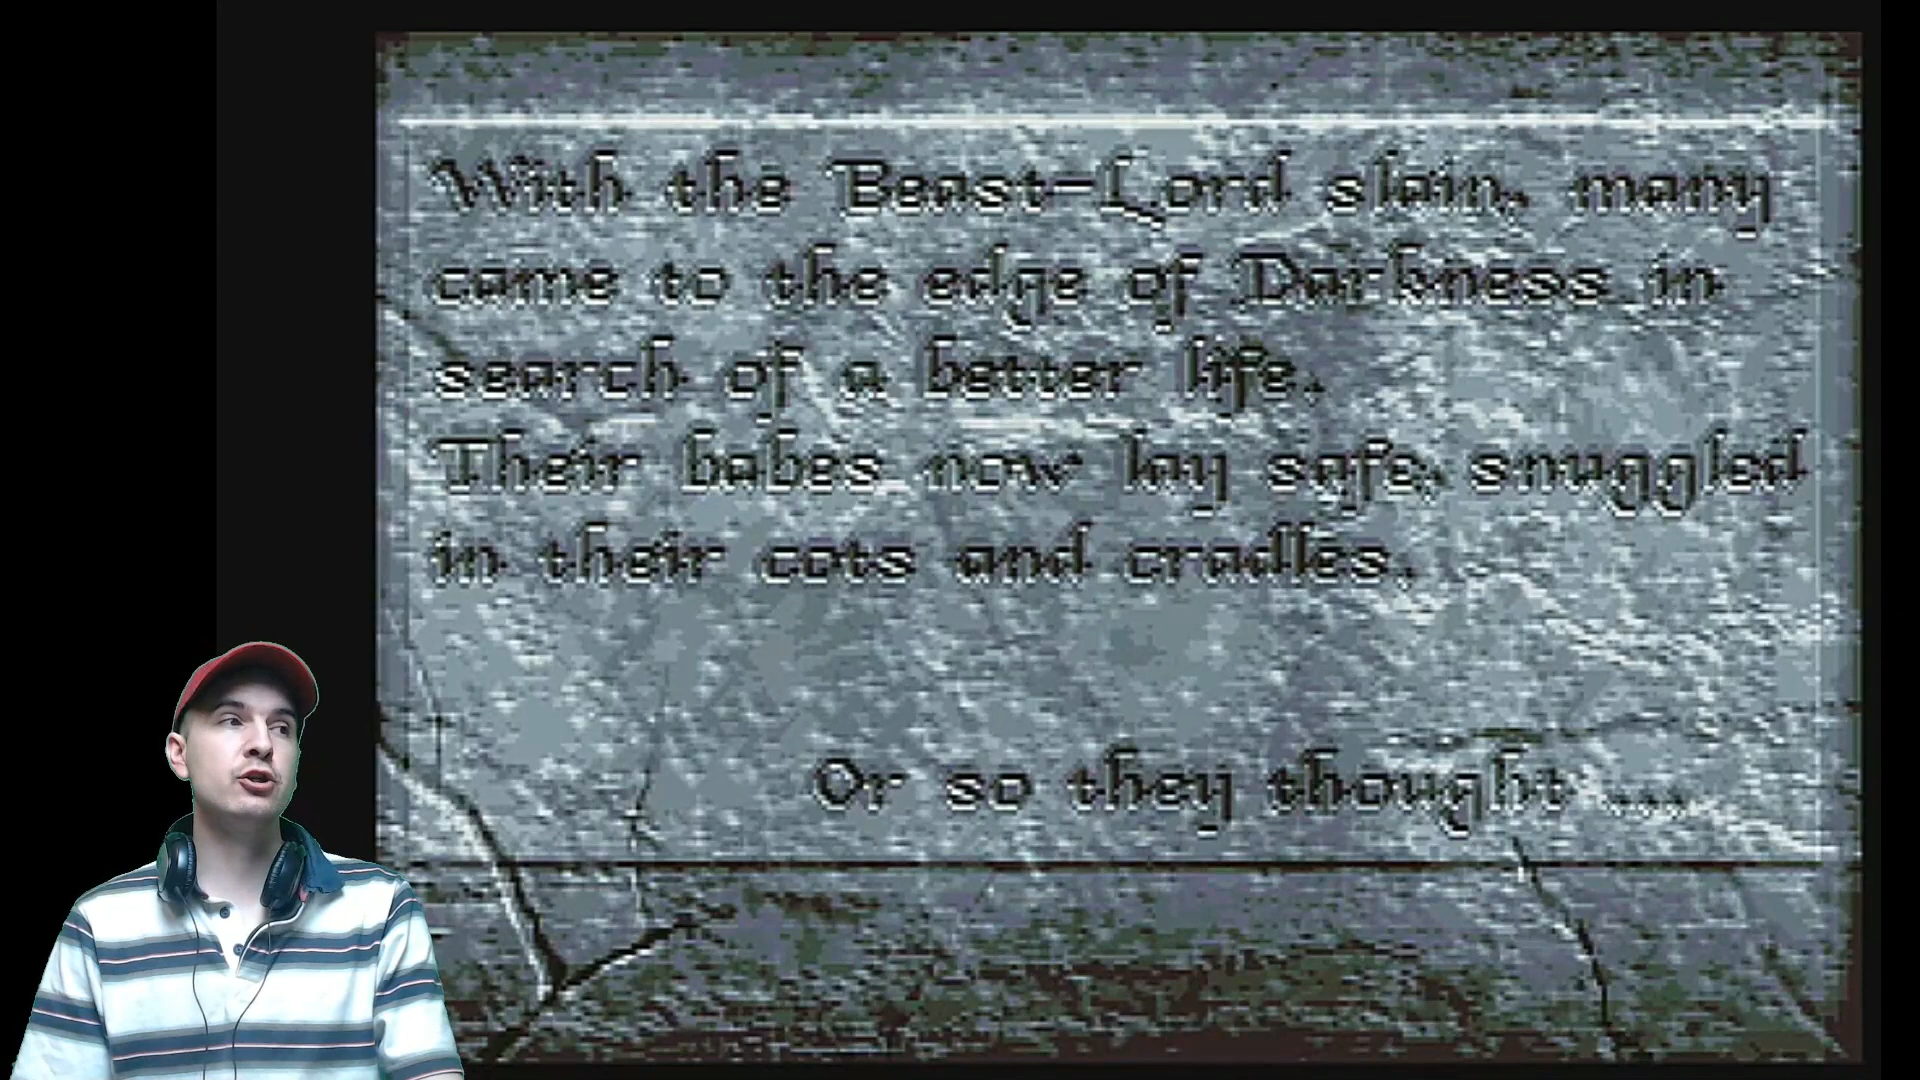 With the Beast-Lord slain, many
came to the edge of Darkness in
search of a better life.
Their babes now lay safe, snuggled
in their cots and cradles.
Or so they thought ....